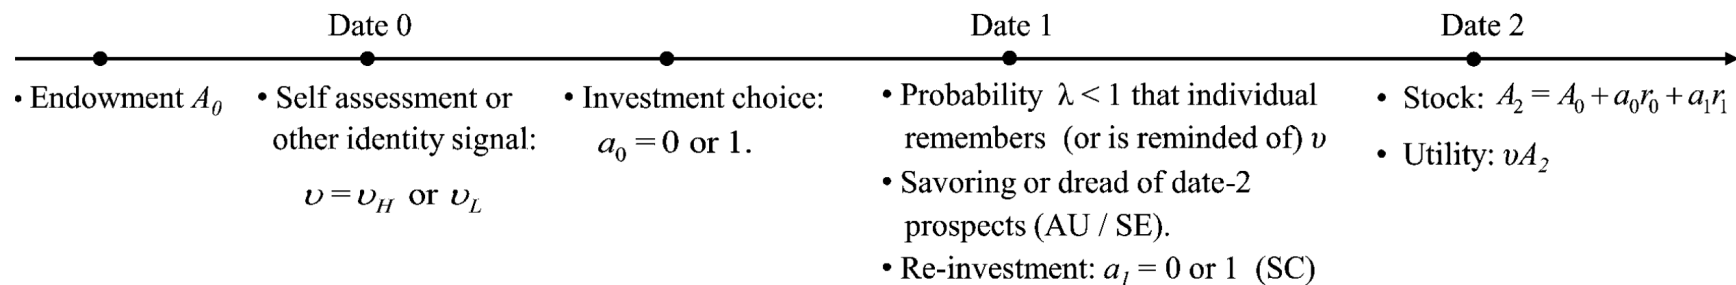 Date 0
Date 1
Date 2
• Endowment A₀
• Self assessment or
other identity signal:
υ = υ_H or υ_L
• Investment choice:
a₀ = 0 or 1.
• Probability λ < 1 that individual
remembers (or is reminded of) υ
• Savoring or dread of date-2
prospects (AU / SE).
• Re-investment: a₁ = 0 or 1 (SC)
• Stock: A₂ = A₀ + a₀r₀ + a₁r₁
• Utility: υA₂